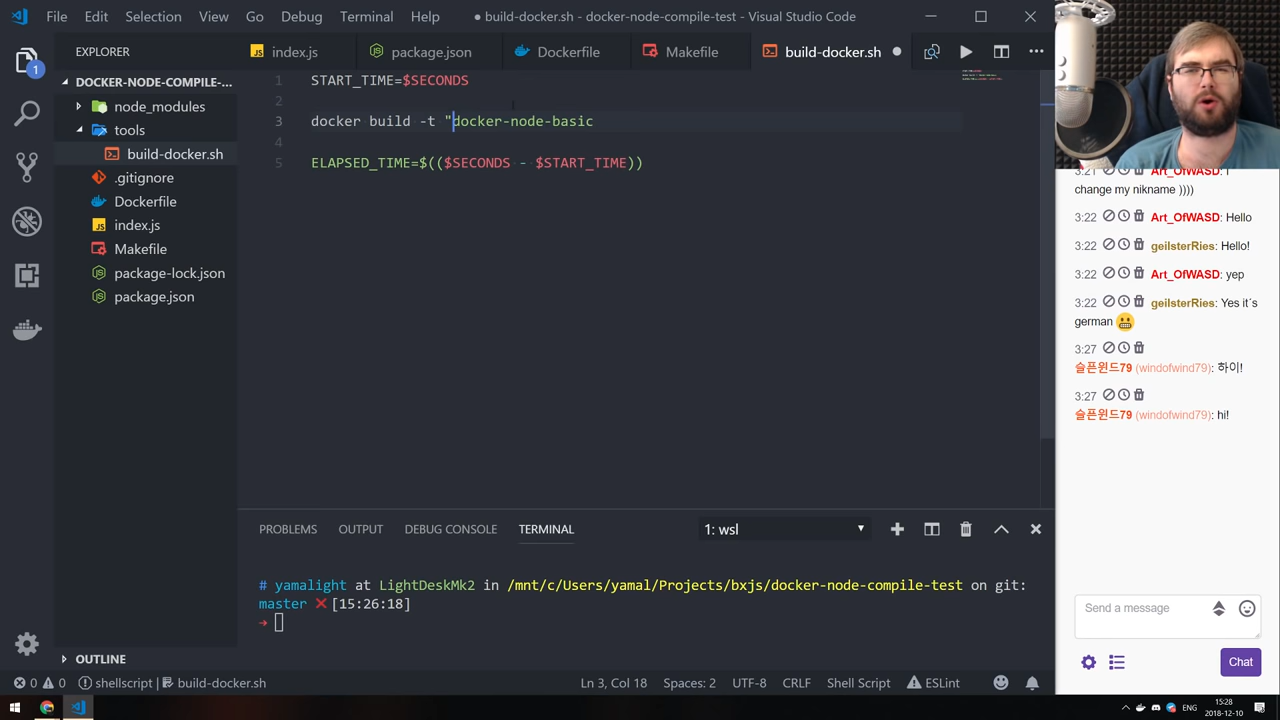 File Edit Selection View Go Debug Terminal Help
● build-docker.sh - docker-node-compile-test - Visual Studio Code
EXPLORER
1
DOCKER-NODE-COMPILE-...
node_modules
tools
build-docker.sh
.gitignore
Dockerfile
index.js
Makefile
package-lock.json
package.json
OUTLINE
index.js package.json Dockerfile Makefile build-docker.sh
1 START_TIME=$SECONDS
2
3 docker build -t "docker-node-basic
4
5 ELAPSED_TIME=$(($SECONDS - $START_TIME))
PROBLEMS OUTPUT DEBUG CONSOLE TERMINAL 1: wsl
# yamalight at LightDeskMk2 in /mnt/c/Users/yamal/Projects/bxjs/docker-node-compile-test on git:
master ❌ [15:26:18]
→
0 0 shellscript build-docker.sh Ln 3, Col 18 Spaces: 2 UTF-8 CRLF Shell Script ESLint
3:21 Art_OfWASD: I
change my nikname ))))
3:22 Art_OfWASD: Hello
3:22 geilsterRies: Hello!
3:22 Art_OfWASD: yep
3:22 geilsterRies: Yes it´s
german 😬
3:27
슬픈윈드79 (windofwind79): 하이!
3:27
슬픈윈드79 (windofwind79): hi!
Send a message
Chat
ENG
15:28
2018-12-10